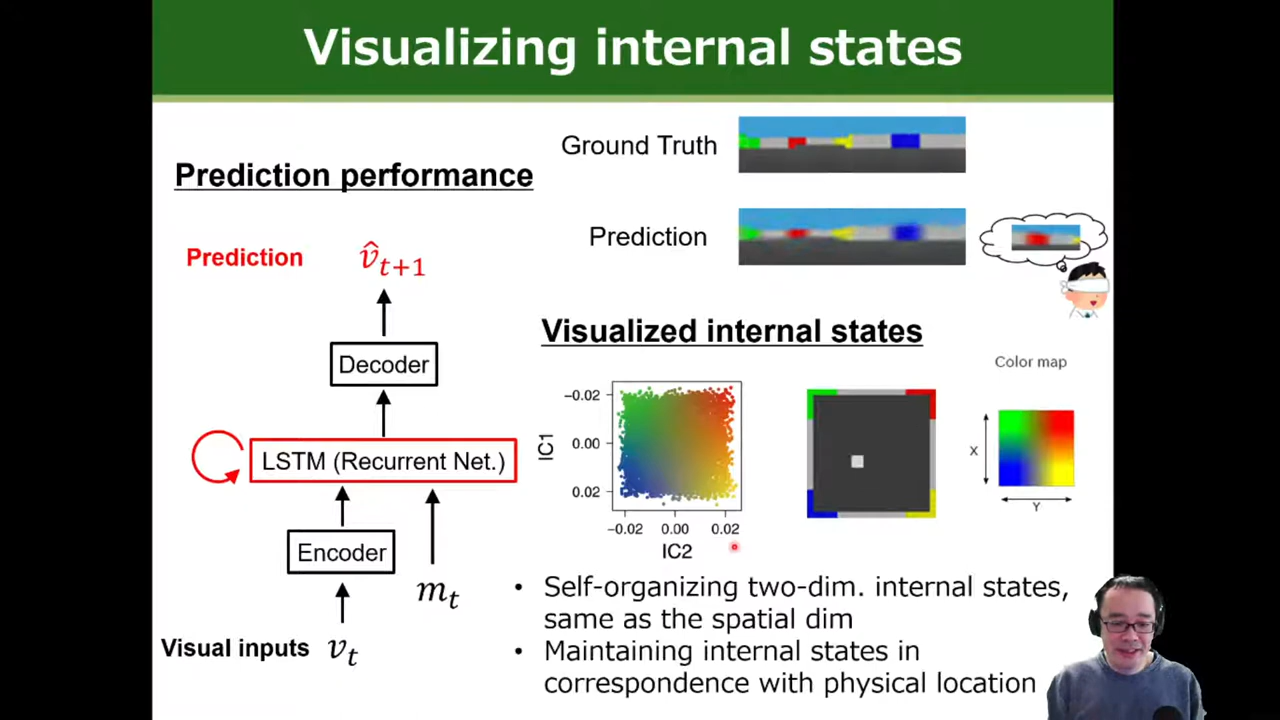 Visualizing internal states
Prediction performance
Ground Truth
Prediction
Prediction
v̂ₜ₊₁
Decoder
LSTM (Recurrent Net.)
Encoder
mₜ
Visual inputs vₜ
Visualized internal states
IC1
−0.02
0.00
0.02
−0.02 0.00 0.02
IC2
Color map
X
Y
• Self-organizing two-dim. internal states,
same as the spatial dim
• Maintaining internal states in
correspondence with physical location